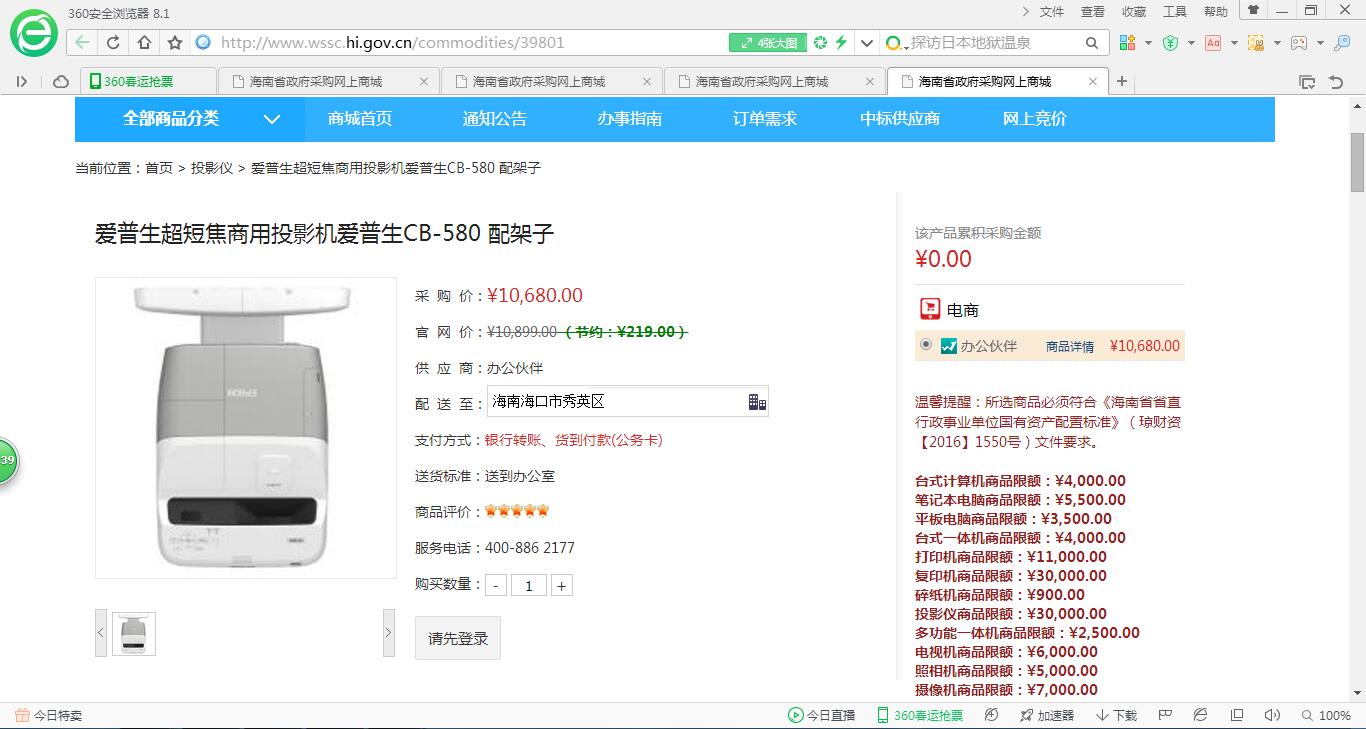 360安全浏览器 8.1
文件 查看 收藏 工具 帮助
http://www.wssc.hi.gov.cn/commodities/39801
4张大图
探访日本地狱温泉
360春运抢票
海南省政府采购网上商城
海南省政府采购网上商城
海南省政府采购网上商城
海南省政府采购网上商城
全部商品分类 商城首页 通知公告 办事指南 订单需求 中标供应商 网上竞价
当前位置：首页 > 投影仪 > 爱普生超短焦商用投影机爱普生CB-580 配架子
爱普生超短焦商用投影机爱普生CB-580 配架子
EPSON
采 购 价：¥10,680.00
官 网 价：¥10,899.00（节约：¥219.00）
供 应 商：办公伙伴
配 送 至：海南海口市秀英区
支付方式：银行转账、货到付款(公务卡)
送货标准：送到办公室
商品评价：
服务电话：400-886 2177
购买数量： - 1 +
请先登录
39
该产品累积采购金额
¥0.00
电商
办公伙伴 商品详情 ¥10,680.00
温馨提醒：所选商品必须符合《海南省省直
行政事业单位国有资产配置标准》（琼财资
【2016】1550号）文件要求。
台式计算机商品限额：¥4,000.00
笔记本电脑商品限额：¥5,500.00
平板电脑商品限额：¥3,500.00
台式一体机商品限额：¥4,000.00
打印机商品限额：¥11,000.00
复印机商品限额：¥30,000.00
碎纸机商品限额：¥900.00
投影仪商品限额：¥30,000.00
多功能一体机商品限额：¥2,500.00
电视机商品限额：¥6,000.00
照相机商品限额：¥5,000.00
摄像机商品限额：¥7,000.00
今日特卖
今日直播 360春运抢票 加速器 下载 100%